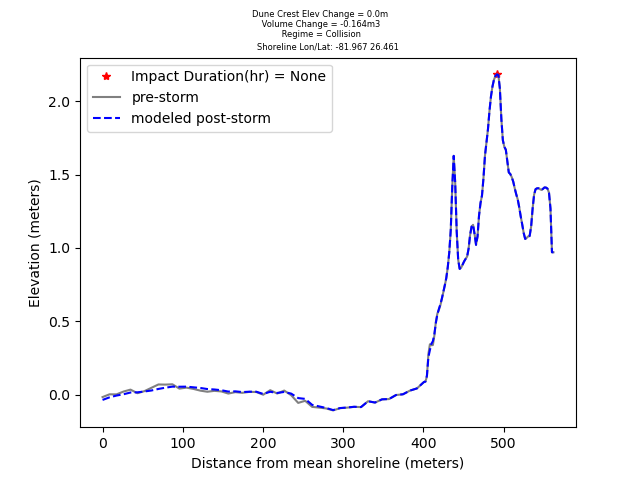 Dune Crest Elev Change = 0.0m
Volume Change = -0.164m3
Regime = Collision
Shoreline Lon/Lat: -81.967 26.461
Impact Duration(hr) = None
pre-storm
modeled post-storm
2.0
1.5
1.0
0.5
0.0
Elevation (meters)
0 100 200 300 400 500
Distance from mean shoreline (meters)